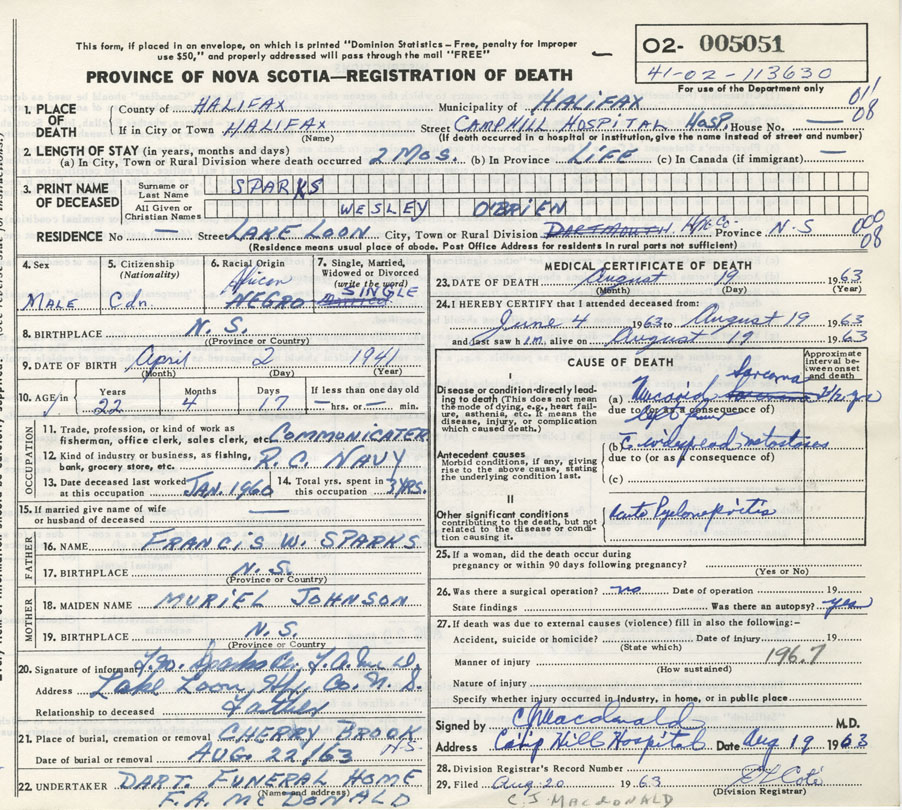 This form, if placed in an envelope, on which is printed "Dominion Statistics – Free, penalty for improper
use $50," and properly addressed will pass through the mail "FREE"
O2- 005051
41-02-113630
For use of the Department only
PROVINCE OF NOVA SCOTIA—REGISTRATION OF DEATH
1. PLACE OF DEATH
County of HALIFAX Municipality of HALIFAX 011
If in City or Town HALIFAX Street CAMPHILL HOSPITAL HOSP. House No. — 08
(Name) (If death occurred in a hospital or institution, give the name instead of street and number)
2. LENGTH OF STAY (in years, months and days)
(a) In City, Town or Rural Division where death occurred 2 MOS. (b) In Province LIFE (c) In Canada (if immigrant) —
3. PRINT NAME OF DECEASED
Surname or Last Name SPARKS
All Given or Christian Names WESLEY O'BRIEN
RESIDENCE No — Street LAKE LOON City, Town or Rural Division DARTMOUTH Hfx Co. Province N.S 000 08
(Residence means usual place of abode. Post Office Address for residents in rural parts not sufficient)
4. Sex
MALE
5. Citizenship
(Nationality)
Cdn.
6. Racial Origin
African
NEGRO
7. Single, Married, Widowed or Divorced
(write the word)
SINGLE
8. BIRTHPLACE N.S.
(Province or Country)
9. DATE OF BIRTH April 2 1941
(Month) (Day) (Year)
10. AGE Years Months Days If less than one day old
22 4 17 — hrs. or — min.
OCCUPATION
11. Trade, profession, or kind of work as
fisherman, office clerk, sales clerk, etc. COMMUNICATER
12. Kind of industry or business, as fishing,
bank, grocery store, etc. R.C. NAVY
13. Date deceased last worked at this occupation JAN. 1960
14. Total yrs. spent in this occupation 3 YRS.
15. If married give name of wife
or husband of deceased —
FATHER
16. NAME FRANCIS W. SPARKS
17. BIRTHPLACE N.S.
(Province or Country)
MOTHER
18. MAIDEN NAME MURIEL JOHNSON
19. BIRTHPLACE N.S.
(Province or Country)
20. Signature of informant
Address Lake Loon, Hfx. Co. N.S.
Relationship to deceased Father
21. Place of burial, cremation or removal CHERRY BROOK
N.S.
Date of burial or removal AUG. 22/63
22. UNDERTAKER DART. FUNERAL HOME
(Name and address)
F.A. MCDONALD
MEDICAL CERTIFICATE OF DEATH
23. DATE OF DEATH August 19 1963
(Month) (Day) (Year)
24. I HEREBY CERTIFY that I attended deceased from:
June 4 1963 to August 19 1963
and last saw him alive on August 19 1963
CAUSE OF DEATH
Approximate interval between onset and death
I
Disease or condition directly leading to death (This does not mean the mode of dying, e.g., heart failure, asthenia, etc. It means the disease, injury, or complication which caused death.)
(a) Sarcoma
due to (or as a consequence of)
Antecedent causes
Morbid conditions, if any, giving rise to the above cause, stating the underlying condition last.
(b) C widespread metastases
due to (or as a consequence of)
(c)
II
Other significant conditions
contributing to the death, but not related to the disease or condition causing it.
Acute Pyelonephritis
25. If a woman, did the death occur during
pregnancy or within 90 days following pregnancy?
(Yes or No)
26. Was there a surgical operation? no Date of operation 19
State findings Was there an autopsy? yes
27. If death was due to external causes (violence) fill in also the following:–
Accident, suicide or homicide? Date of injury 19
(State which)
Manner of injury 196.7
(How sustained)
Nature of injury
Specify whether injury occurred in industry, in home, or in public place
Signed by CJ Macdonald M.D.
Address Camp Hill Hospital Date Aug 19 1963
28. Division Registrar's Record Number
29. Filed Aug 20 1963
(Division Registrar)
C.J. MACDONALD